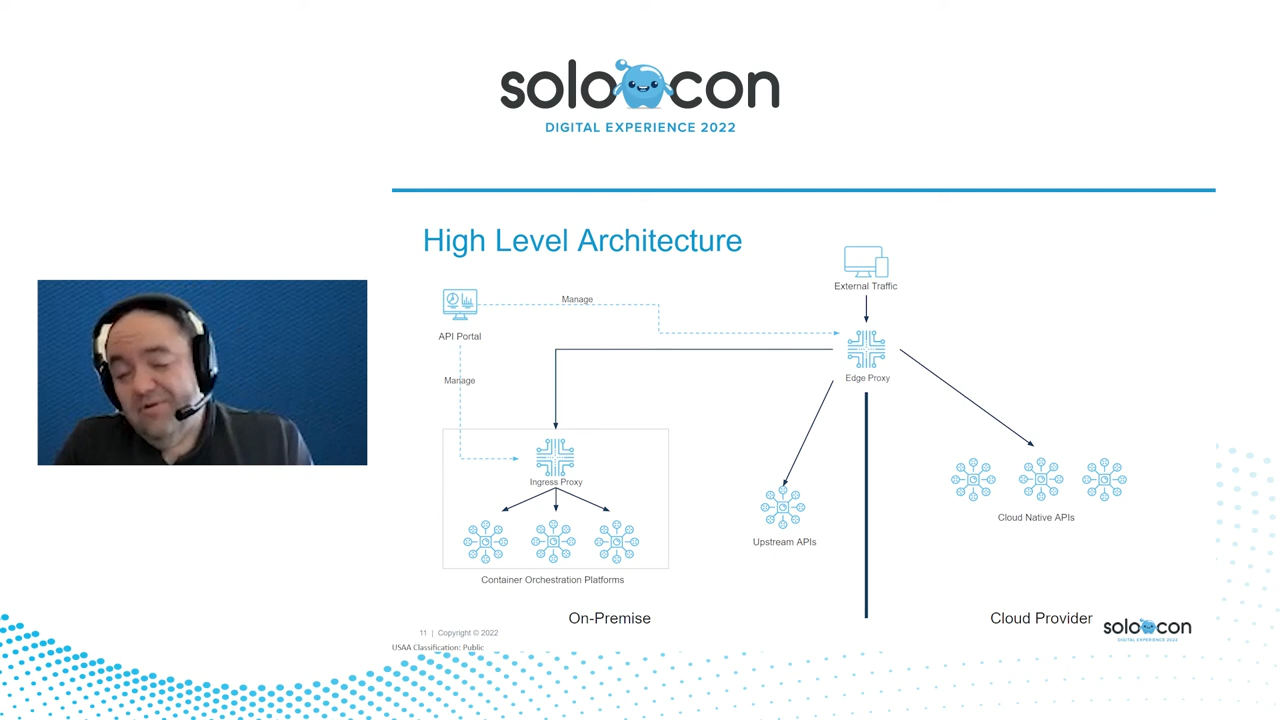 solo con
DIGITAL EXPERIENCE 2022
High Level Architecture
External Traffic
Manage
API Portal
Edge Proxy
Manage
Ingress Proxy
Cloud Native APIs
Upstream APIs
Container Orchestration Platforms
On-Premise
Cloud Provider
solo con
DIGITAL EXPERIENCE 2022
11 | Copyright © 2022
USAA Classification: Public